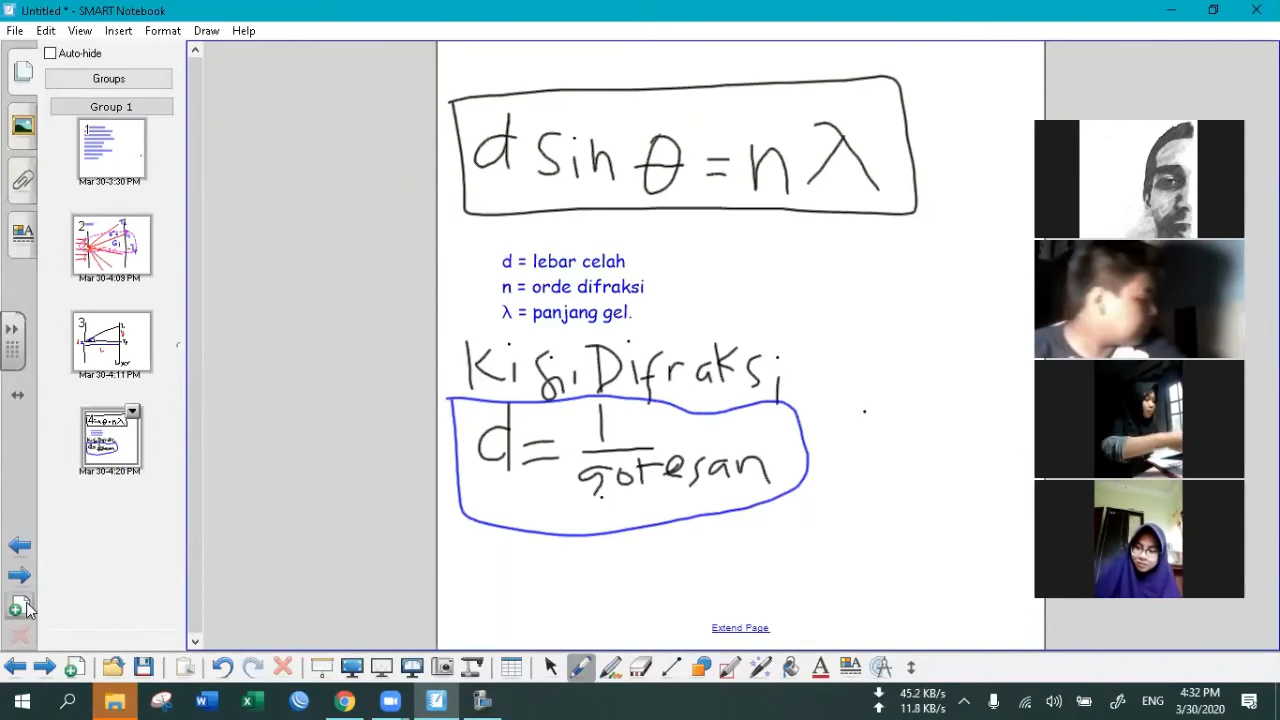 Untitled * - SMART Notebook
File Edit View Insert Format Draw Help
Auto-hide
Groups
Group 1
1
Mar 30-3:30 PM
2
Mar 30-4:09 PM
3
Mar 30-4:11 PM
Mar 30-4:20 PM
d sin θ = n λ
d = lebar celah
n = orde difraksi
λ = panjang gel.
Kisi Difraksi
d = 1
goresan
Extend Page
45.2 KB/s
11.8 KB/s
ENG
4:32 PM
3/30/2020